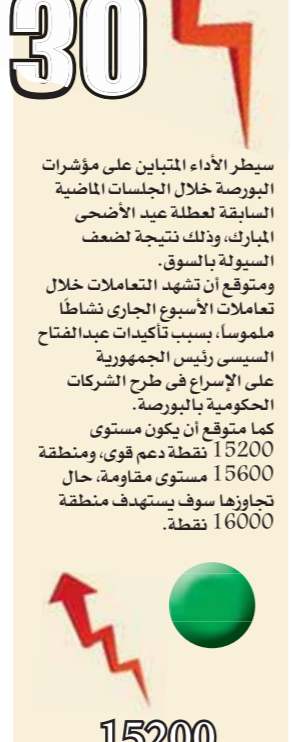 30
سيطر الأداء المتباين على مؤشرات
البورصة خلال الجلسات الماضية
السابقة لعطلة عيد الأضحى
المبارك، وذلك نتيجة لضعف
السيولة بالسوق.
ومتوقع أن تشهد التعاملات خلال
تعاملات الأسبوع الجارى نشاطًا
ملموساً، بسبب تأكيدات عبدالفتاح
السيسى رئيس الجمهورية
على الإسراع فى طرح الشركات
الحكومية بالبورصة.
كما متوقع أن يكون مستوى
15200 نقطة دعم قوى، ومنطقة
15600 مستوى مقاومة، حال
تجاوزها سوف يستهدف منطقة
16000 نقطة.
15200